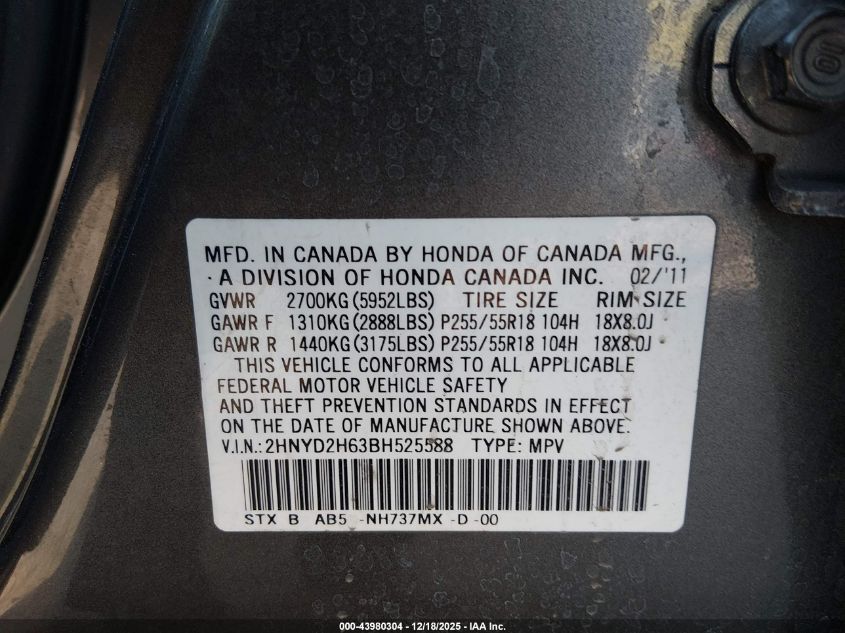 MFD. IN CANADA BY HONDA OF CANADA MFG.,
A DIVISION OF HONDA CANADA INC. 02/'11
GVWR 2700KG(5952LBS) TIRE SIZE RIM SIZE
GAWR F 1310KG(2888LBS) P255/55R18 104H 18X8.0J
GAWR R 1440KG(3175LBS) P255/55R18 104H 18X8.0J
THIS VEHICLE CONFORMS TO ALL APPLICABLE
FEDERAL MOTOR VEHICLE SAFETY
AND THEFT PREVENTION STANDARDS IN EFFECT
ON THE DATE OF MANUFACTURE SHOWN ABOVE.
V.I.N.:2HNYD2H63BH525588 TYPE: MPV
STX B AB5 -NH737MX -D -00
000-43980304 | 12/18/2025 - IAA Inc.